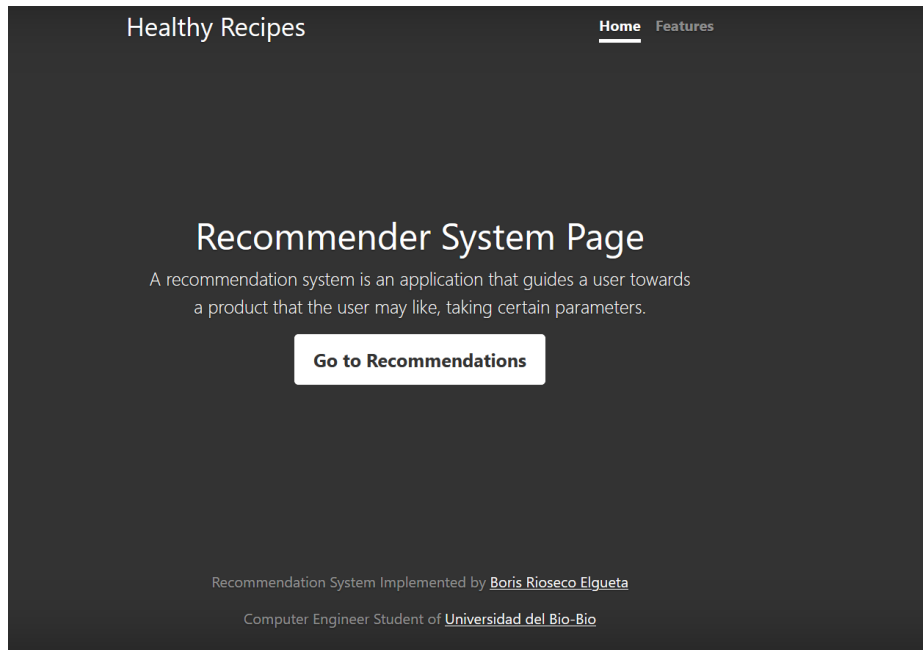 Healthy Recipes
Home Features
Recommender System Page
A recommendation system is an application that guides a user towards
a product that the user may like, taking certain parameters.
Go to Recommendations
Recommendation System Implemented by Boris Rioseco Elgueta
Computer Engineer Student of Universidad del Bio-Bio